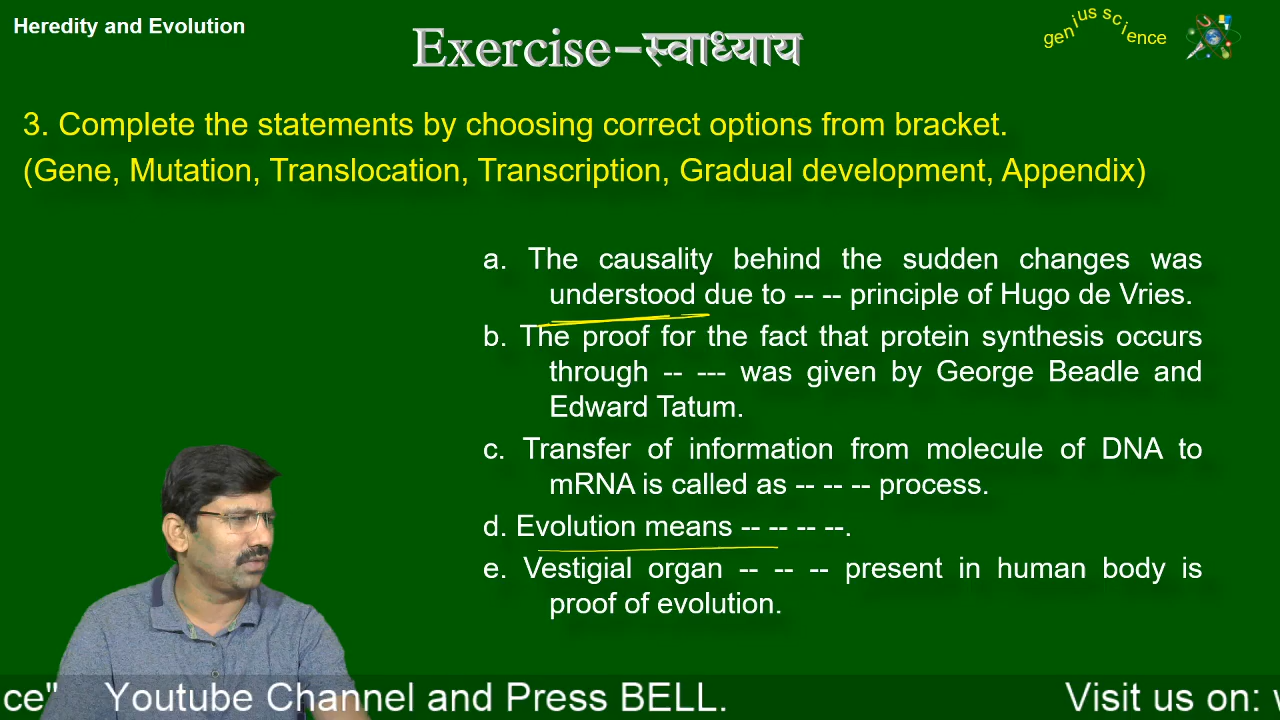 Heredity and Evolution
Exercise-स्वाध्याय
genius science
3. Complete the statements by choosing correct options from bracket.
(Gene, Mutation, Translocation, Transcription, Gradual development, Appendix)
a. The causality behind the sudden changes was
understood due to -- -- principle of Hugo de Vries.
b. The proof for the fact that protein synthesis occurs
through -- --- was given by George Beadle and
Edward Tatum.
c. Transfer of information from molecule of DNA to
mRNA is called as -- -- -- process.
d. Evolution means -- -- -- --.
e. Vestigial organ -- -- -- present in human body is
proof of evolution.
ce" Youtube Channel and Press BELL. Visit us on: